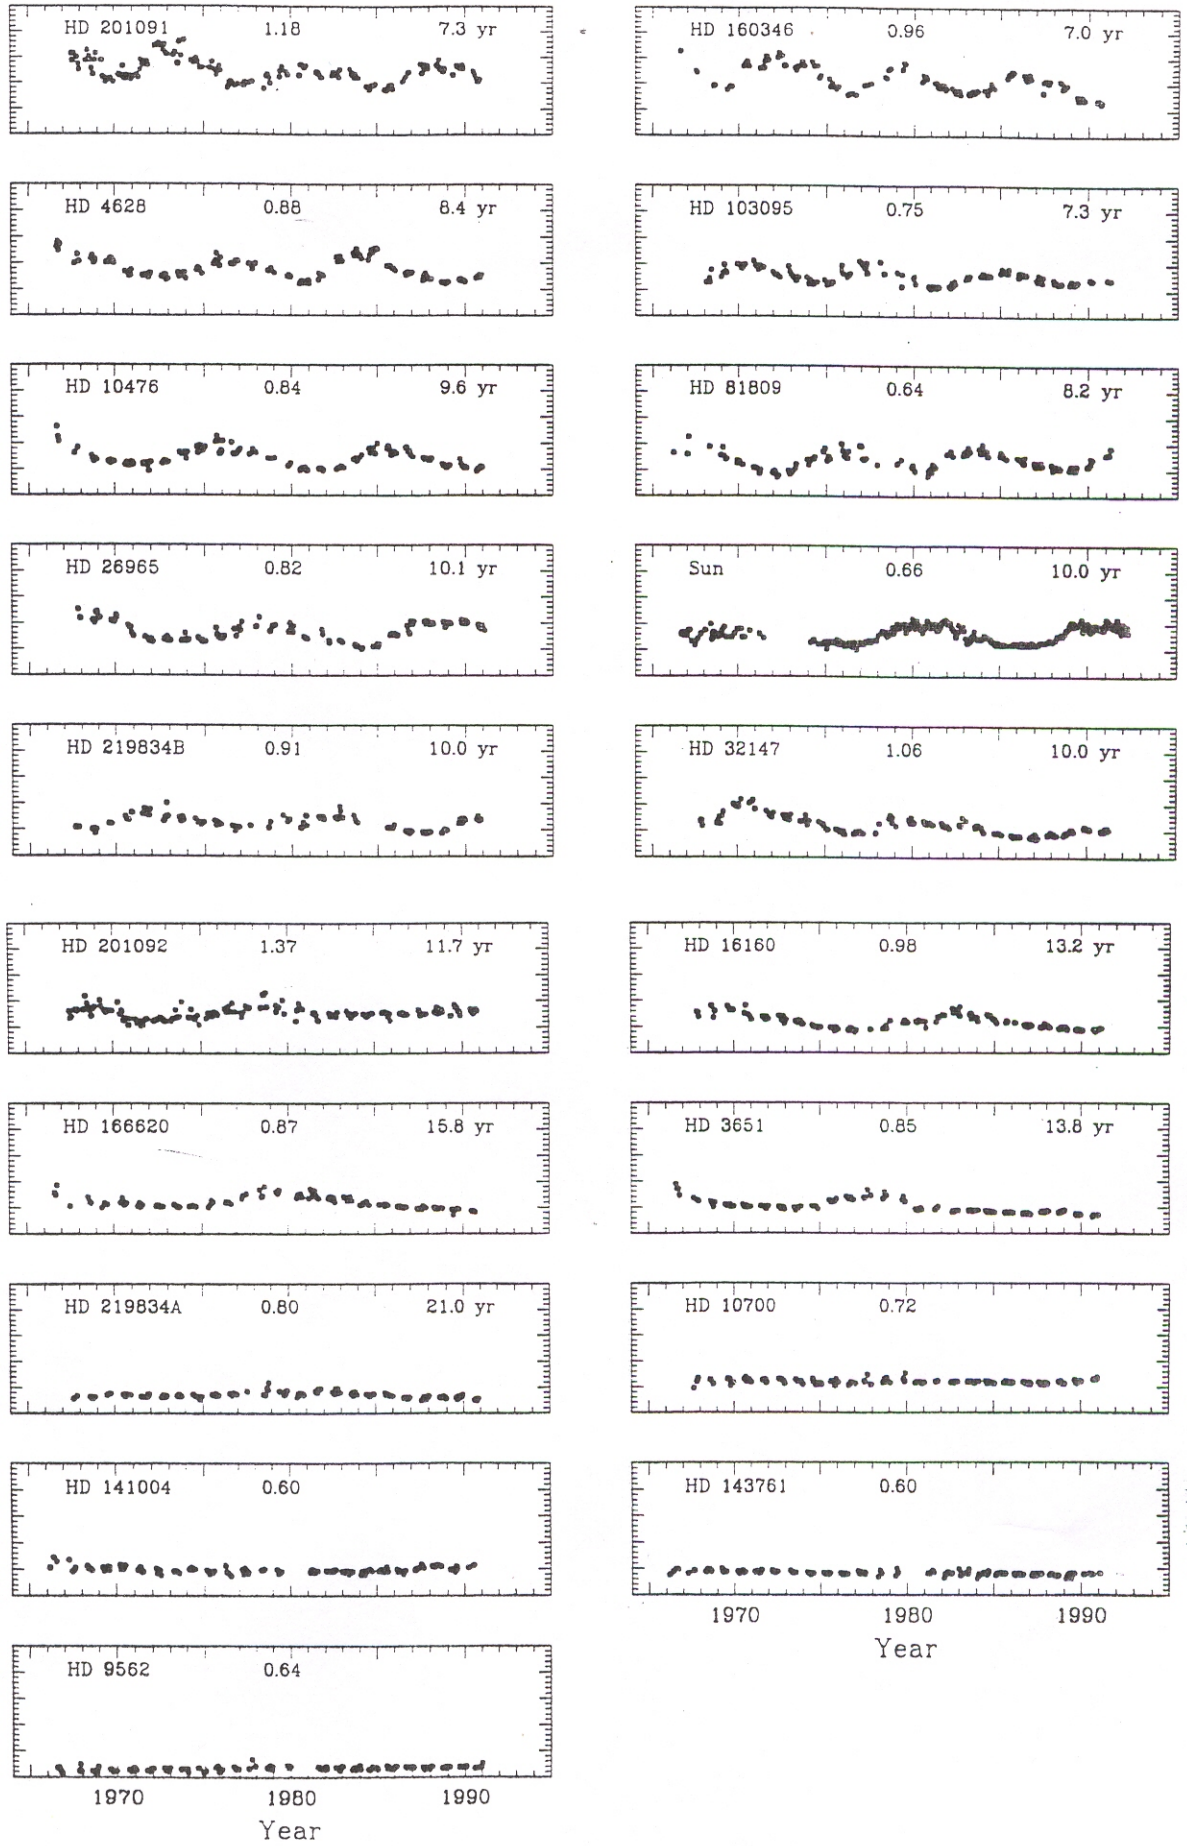 HD 201091 1.18 7.3 yr
HD 160346 0.96 7.0 yr
HD 4628 0.88 8.4 yr
HD 103095 0.75 7.3 yr
HD 10476 0.84 9.6 yr
HD 81809 0.64 8.2 yr
HD 26965 0.82 10.1 yr
Sun 0.66 10.0 yr
HD 219834B 0.91 10.0 yr
HD 32147 1.06 10.0 yr
HD 201092 1.37 11.7 yr
HD 16160 0.98 13.2 yr
HD 166620 0.87 15.8 yr
HD 3651 0.85 13.8 yr
HD 219834A 0.80 21.0 yr
HD 10700 0.72
HD 141004 0.60
HD 143761 0.60
1970 1980 1990
Year
HD 9562 0.64
1970 1980 1990
Year